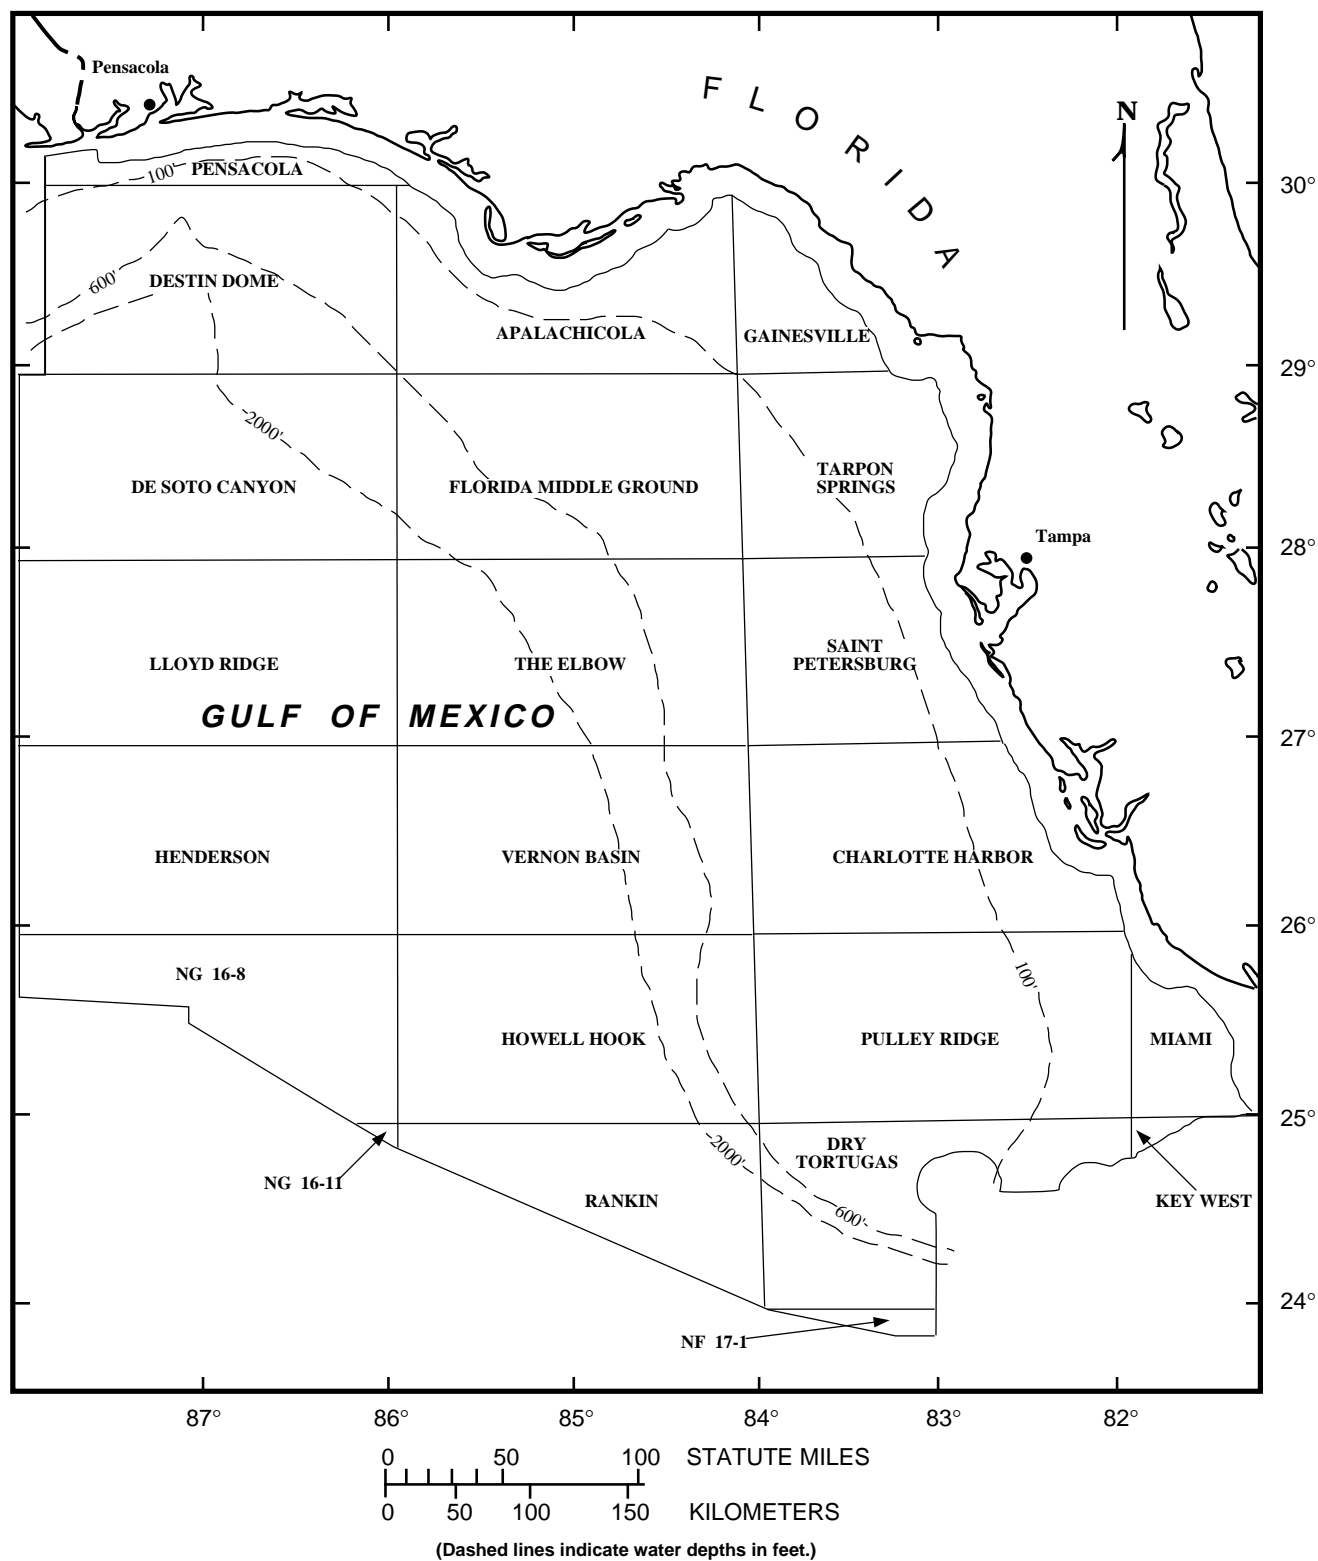 Pensacola
FLORIDA
N
100'
PENSACOLA
30°
600'
DESTIN DOME
APALACHICOLA
GAINESVILLE
29°
2000'
DE SOTO CANYON
FLORIDA MIDDLE GROUND
TARPON
SPRINGS
Tampa
28°
LLOYD RIDGE
THE ELBOW
SAINT
PETERSBURG
GULF OF MEXICO
27°
HENDERSON
VERNON BASIN
CHARLOTTE HARBOR
26°
NG 16-8
100'
HOWELL HOOK
PULLEY RIDGE
MIAMI
25°
2000'
DRY
TORTUGAS
NG 16-11
RANKIN
600'
KEY WEST
24°
NF 17-1
87° 86° 85° 84° 83° 82°
0 50 100 STATUTE MILES
0 50 100 150 KILOMETERS
(Dashed lines indicate water depths in feet.)